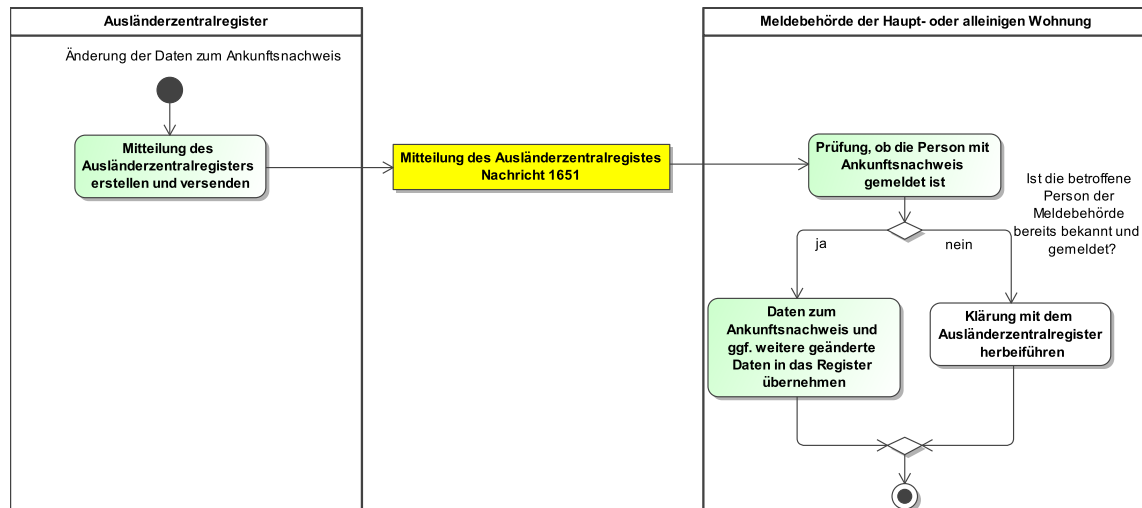 Ausländerzentralregister
Meldebehörde der Haupt- oder alleinigen Wohnung
Änderung der Daten zum Ankunftsnachweis
Mitteilung des
Ausländerzentralregisters
erstellen und versenden
Mitteilung des Ausländerzentralregistes
Nachricht 1651
Prüfung, ob die Person mit
Ankunftsnachweis
gemeldet ist
Ist die betroffene
Person der
Meldebehörde
bereits bekannt und
gemeldet?
ja
nein
Daten zum
Ankunftsnachweis und
ggf. weitere geänderte
Daten in das Register
übernehmen
Klärung mit dem
Ausländerzentralregister
herbeiführen